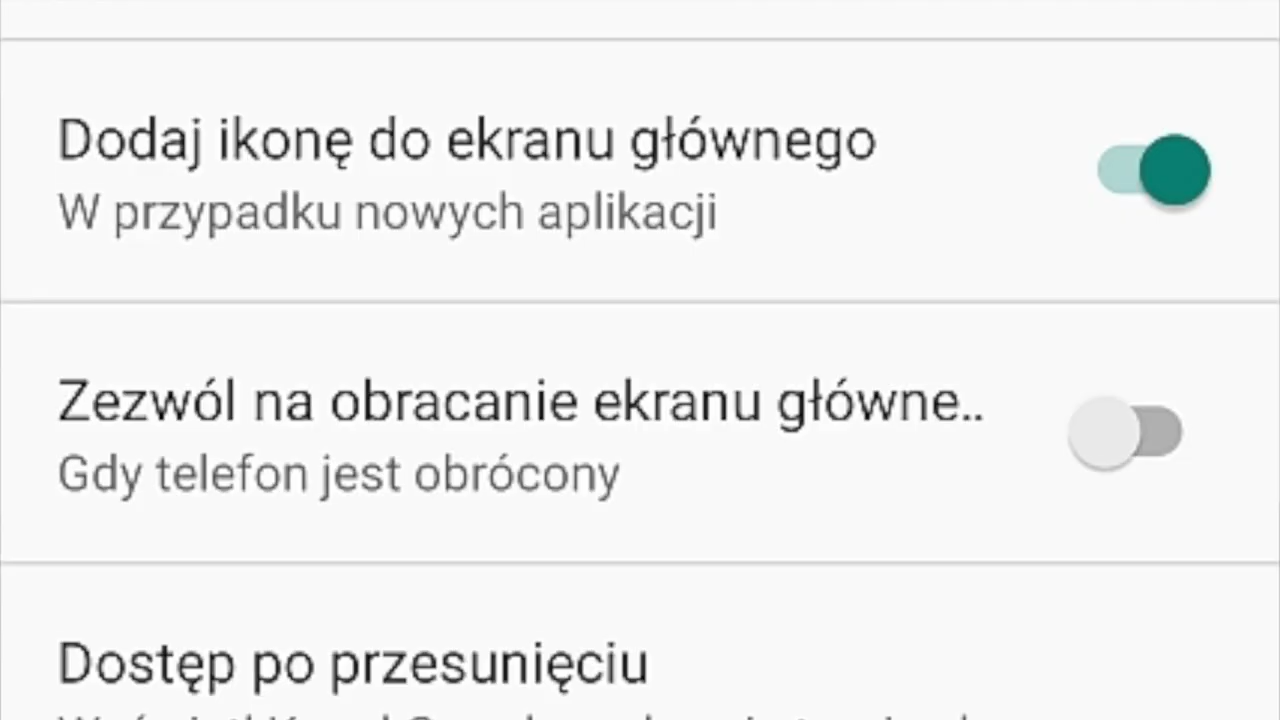 Dodaj ikonę do ekranu głównego
W przypadku nowych aplikacji
Zezwól na obracanie ekranu główne..
Gdy telefon jest obrócony
Dostęp po przesunięciu